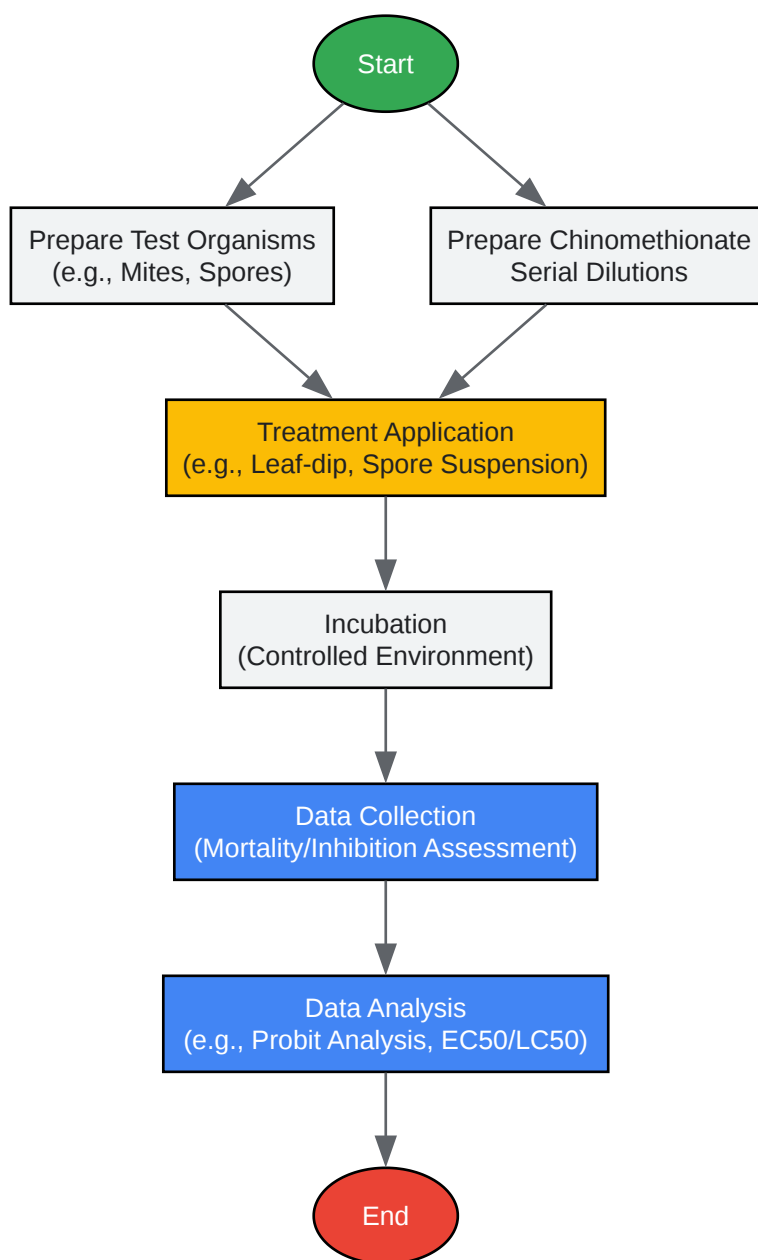 Start
Prepare Test Organisms
(e.g., Mites, Spores)
Prepare Chinomethionate
Serial Dilutions
Treatment Application
(e.g., Leaf-dip, Spore Suspension)
Incubation
(Controlled Environment)
Data Collection
(Mortality/Inhibition Assessment)
Data Analysis
(e.g., Probit Analysis, EC50/LC50)
End